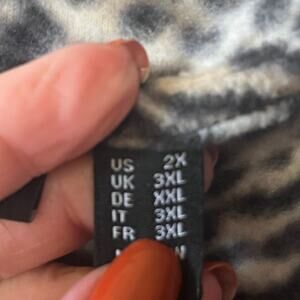 US 2X
UK 3XL
DE XXL
IT 3XL
FR 3XL